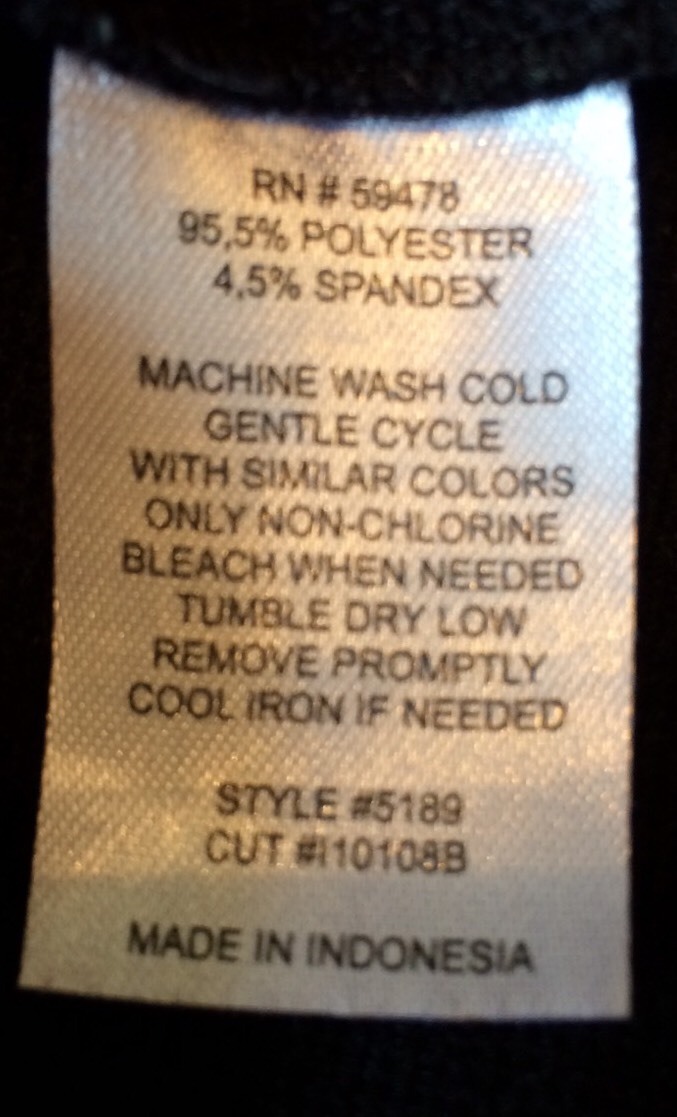 RN # 59478
95,5% POLYESTER
4,5% SPANDEX
MACHINE WASH COLD
GENTLE CYCLE
WITH SIMILAR COLORS
ONLY NON-CHLORINE
BLEACH WHEN NEEDED
TUMBLE DRY LOW
REMOVE PROMPTLY
COOL IRON IF NEEDED
STYLE #5189
CUT #I10108B
MADE IN INDONESIA